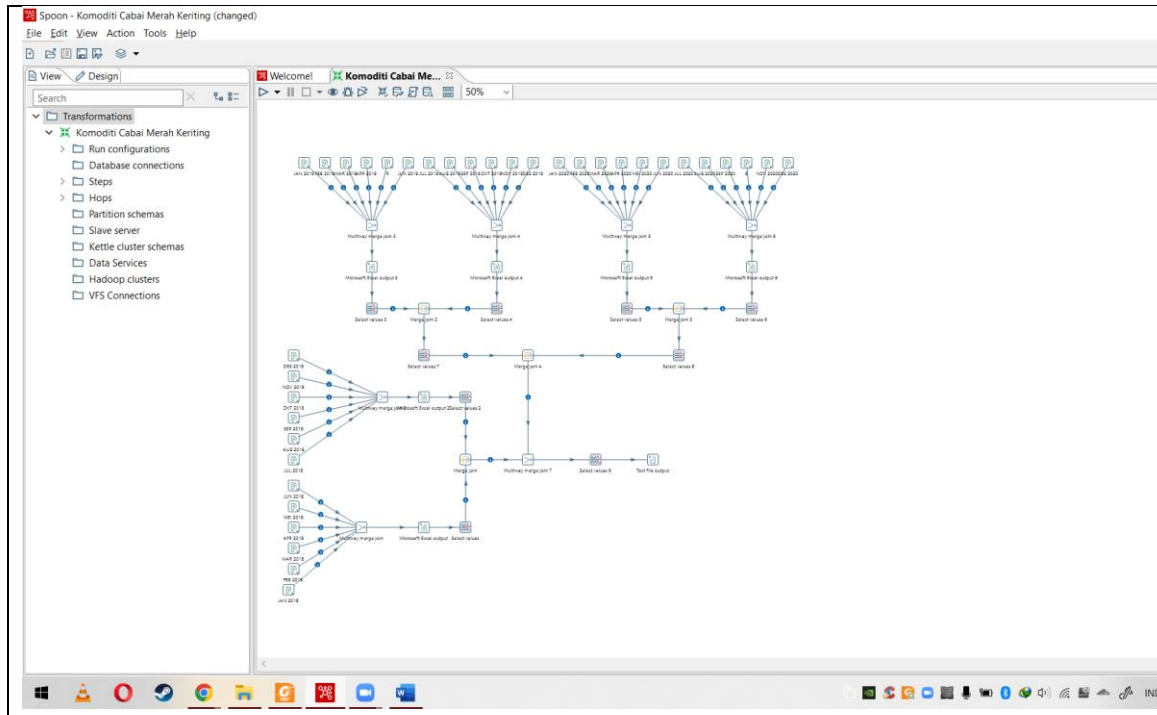 Spoon - Komoditi Cabai Merah Keriting (changed)
File Edit View Action Tools Help
View Design
Welcome! Komoditi Cabai Me...
Search
50%
Transformations
Komoditi Cabai Merah Keriting
Run configurations
Database connections
Steps
Hops
Partition schemas
Slave server
Kettle cluster schemas
Data Services
Hadoop clusters
VFS Connections
Multiway merge join 3 Multiway merge join 4 Multiway merge join 5 Multiway merge join 6
Microsoft Excel output 3 Microsoft Excel output 4 Microsoft Excel output 5 Microsoft Excel output 6
Select values 3 Merge join 2 Select values 4 Select values 5 Merge join 3 Select values 6
Select values 7 Merge join 4
DES 2018
NOV 2018
OKT 2018
SEP 2018
AUG 2018
JUL 2018
Select values 2
Merge join Multiway merge join 7 Text file output
JUN 2018
MEI 2018
APR 2018
MAR 2018
FEB 2018
JAN 2018
Multiway merge join Microsoft Excel output Select values
IND